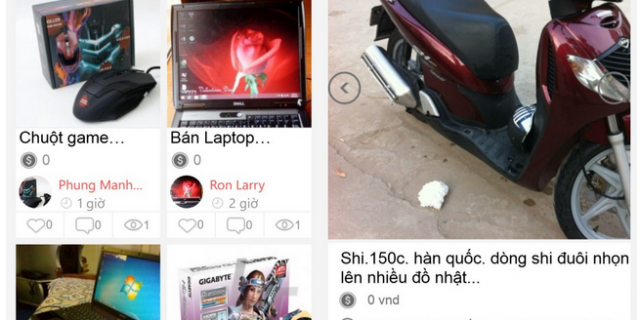 Chuột game...
0
Phung Manh...
1 giờ
0
0
1
Bán Laptop...
0
Ron Larry
2 giờ
0
0
1
DELL
GIGABYTE
Shi.150c. hàn quốc. dòng shi đuôi nhọn
lên nhiều đồ nhật...
0 vnd